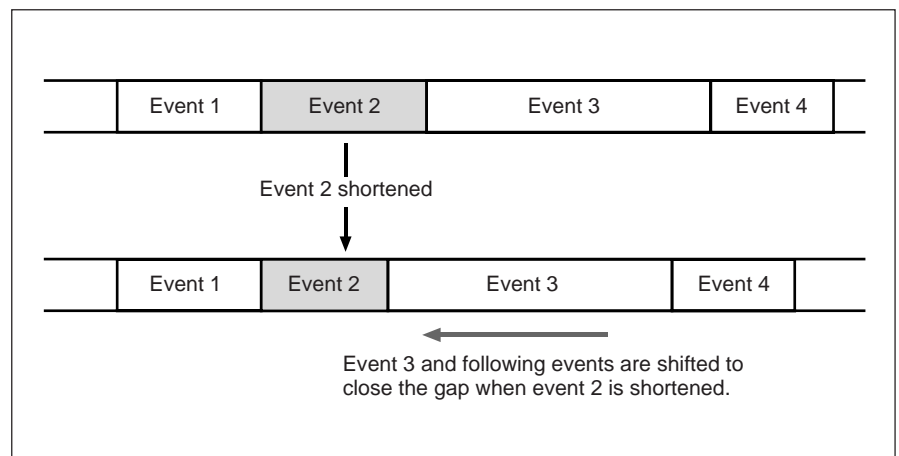 Event 1 Event 2 Event 3 Event 4
Event 2 shortened
Event 1 Event 2 Event 3 Event 4
Event 3 and following events are shifted to
close the gap when event 2 is shortened.